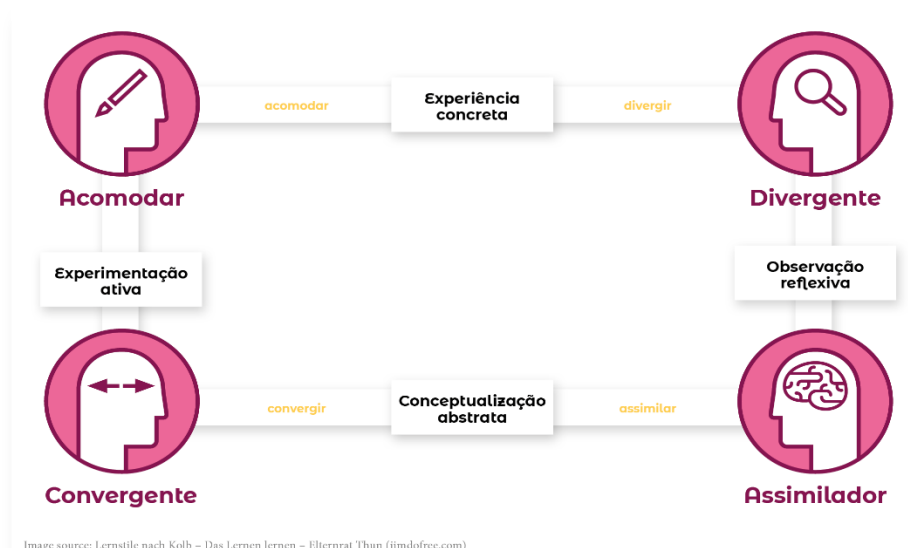 acomodar
Experiência
concreta
divergir
Acomodar
Divergente
Experimentação
ativa
Observação
reflexiva
convergir
Conceptualização
abstrata
assimilar
Convergente
Assimilador
Image source: Lernstile nach Kolb – Das Lernen lernen – Elternrat Thun (jimdofree.com)